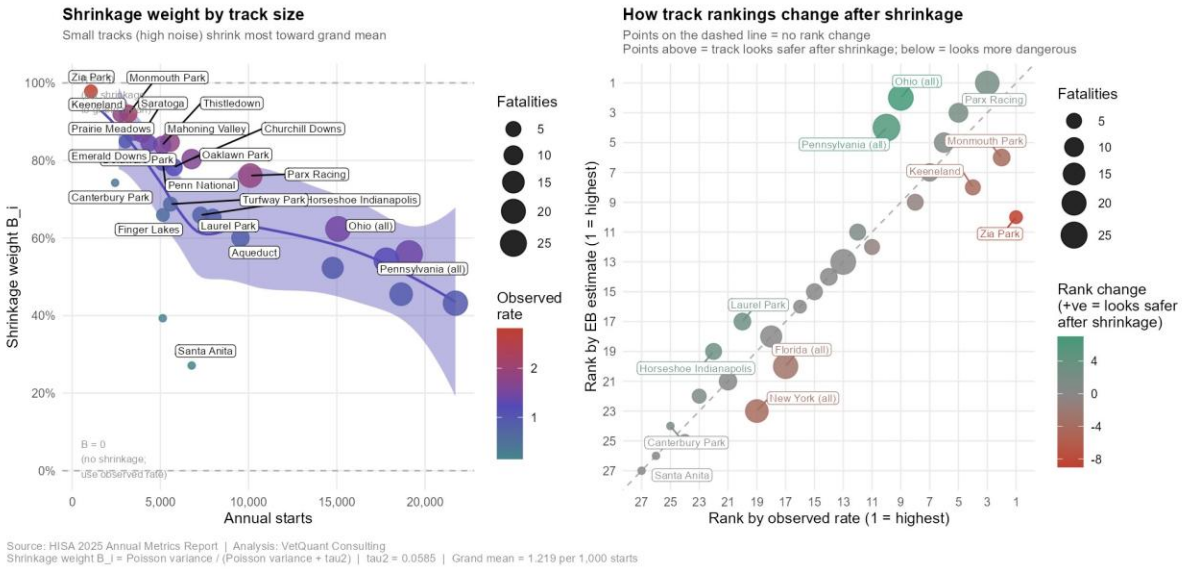 Shrinkage weight by track size
Small tracks (high noise) shrink most toward grand mean
Shrinkage weight B_i
100%
80%
60%
40%
20%
0%
Zia Park
Monmouth Park
Keeneland
Saratoga
Thistledown
Prairie Meadows
Mahoning Valley
Churchill Downs
Emerald Downs
Park
Oaklawn Park
Penn National
Parx Racing
Canterbury Park
Turfway Park
Horseshoe Indianapolis
Finger Lakes
Laurel Park
Ohio (all)
Aqueduct
Pennsylvania (all)
Santa Anita
B = 0
(no shrinkage;
use observed rate)
0
5,000
10,000
15,000
20,000
Annual starts
Fatalities
5
10
15
20
25
Observed
rate
2
1
How track rankings change after shrinkage
Points on the dashed line = no rank change
Points above = track looks safer after shrinkage; below = looks more dangerous
Rank by EB estimate (1 = highest)
1
3
5
7
9
11
13
15
17
19
21
23
25
27
Ohio (all)
Parx Racing
Pennsylvania (all)
Monmouth Park
Keeneland
Zia Park
Laurel Park
Florida (all)
Horseshoe Indianapolis
New York (all)
Canterbury Park
Santa Anita
27
25
23
21
19
17
15
13
11
9
7
5
3
1
Rank by observed rate (1 = highest)
Fatalities
5
10
15
20
25
Rank change
(+ve = looks safer
after shrinkage)
4
0
-4
-8
Source: HISA 2025 Annual Metrics Report | Analysis: VetQuant Consulting
Shrinkage weight B_i = Poisson variance / (Poisson variance + tau2) | tau2 = 0.0585 | Grand mean = 1.219 per 1,000 starts